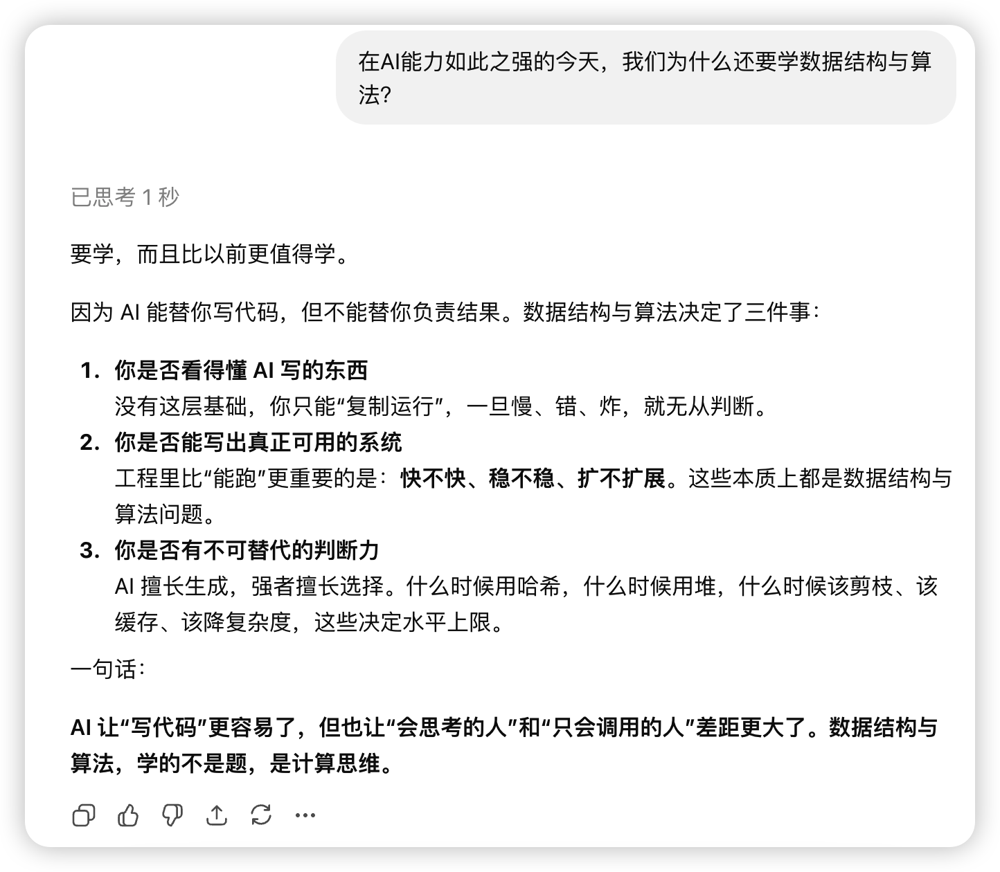 在AI能力如此之强的今天，我们为什么还要学数据结构与算
法?
已思考 1 秒
要学，而且比以前更值得学。
因为 AI 能替你写代码，但不能替你负责结果。数据结构与算法决定了三件事：
1. 你是否看得懂 AI 写的东西
没有这层基础，你只能“复制运行”，一旦慢、错、炸，就无从判断。
2. 你是否能写出真正可用的系统
工程里比“能跑”更重要的是：快不快、稳不稳、扩不扩展。这些本质上都是数据结构与
算法问题。
3. 你是否有不可替代的判断力
AI 擅长生成，强者擅长选择。什么时候用哈希，什么时候用堆，什么时候该剪枝、该
缓存、该降复杂度，这些决定水平上限。
一句话：
AI 让“写代码”更容易了，但也让“会思考的人”和“只会调用的人”差距更大了。数据结构与
算法，学的不是题，是计算思维。